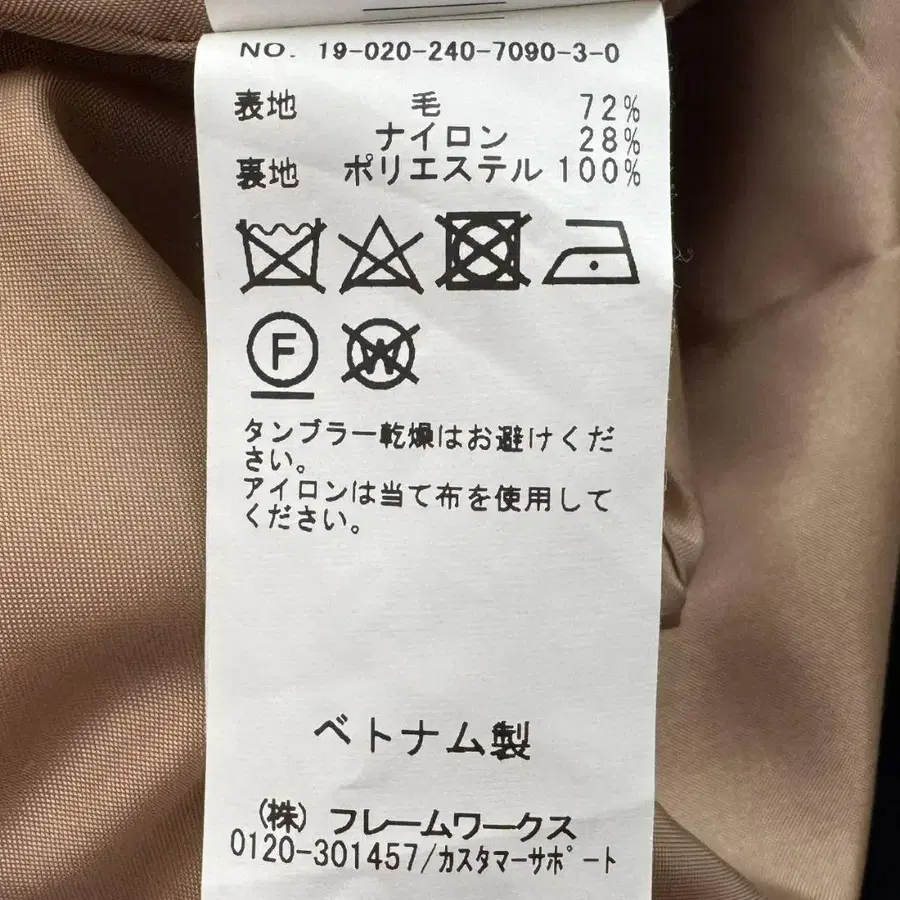 NO. 19-020-240-7090-3-0
表地 毛 72%
ナイロン 28%
裏地 ポリエステル 100%
F W
タンブラー乾燥はお避けくだ
さい。
アイロンは当て布を使用して
ください。
ベトナム製
(株) フレームワークス
0120-301457/カスタマーサポート